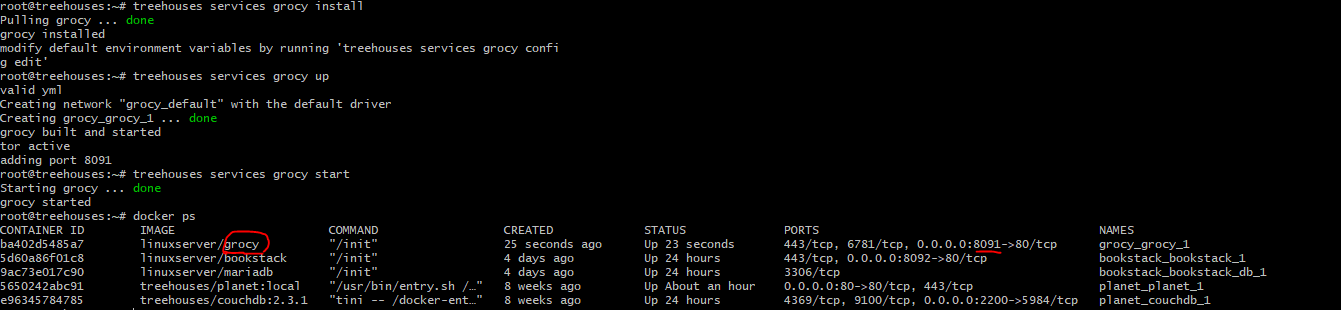 root@treehouses:~# treehouses services grocy install
Pulling grocy ... done
grocy installed
modify default environment variables by running 'treehouses services grocy confi
g edit'
root@treehouses:~# treehouses services grocy up
valid yml
Creating network "grocy_default" with the default driver
Creating grocy_grocy_1 ... done
grocy built and started
tor active
adding port 8091
root@treehouses:~# treehouses services grocy start
Starting grocy ... done
grocy started
root@treehouses:~# docker ps
CONTAINER ID IMAGE COMMAND CREATED STATUS PORTS NAMES
ba402d5485a7 linuxserver/grocy "/init" 25 seconds ago Up 23 seconds 443/tcp, 6781/tcp, 0.0.0.0:8091->80/tcp grocy_grocy_1
5d60a86f01c8 linuxserver/bookstack "/init" 4 days ago Up 24 hours 443/tcp, 0.0.0.0:8092->80/tcp bookstack_bookstack_1
9ac73e017c90 linuxserver/mariadb "/init" 4 days ago Up 24 hours 3306/tcp bookstack_bookstack_db_1
5650242abc91 treehouses/planet:local "/usr/bin/entry.sh /…" 8 weeks ago Up About an hour 0.0.0.0:80->80/tcp, 443/tcp planet_planet_1
e96345784785 treehouses/couchdb:2.3.1 "tini -- /docker-ent…" 8 weeks ago Up 24 hours 4369/tcp, 9100/tcp, 0.0.0.0:2200->5984/tcp planet_couchdb_1